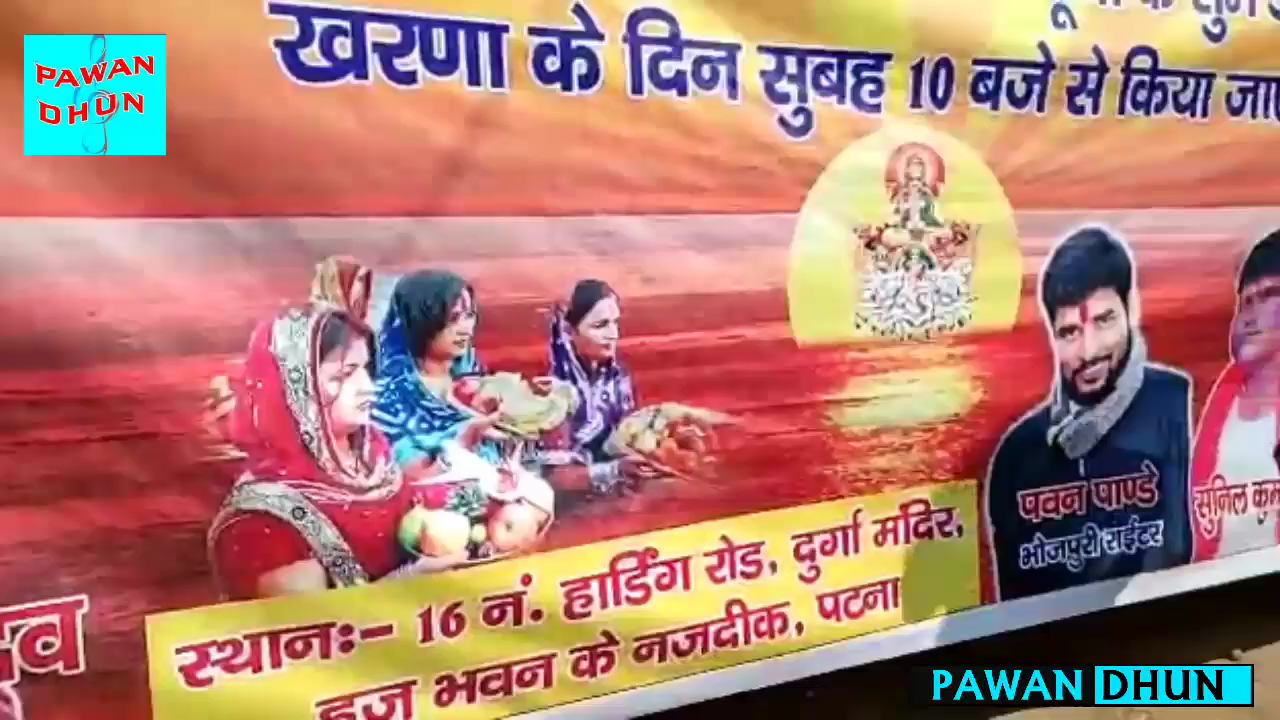 PAWAN
DHUN
खरणा के दिन सुबह 10 बजे से किया
पवन पाण्डे
भोजपुरी राईटर
सुनिल
स्थानः– 16 नं. हार्डिंग रोड, दुर्गा मंदिर,
हज भवन के नजदीक, पटना
PAWAN DHUN